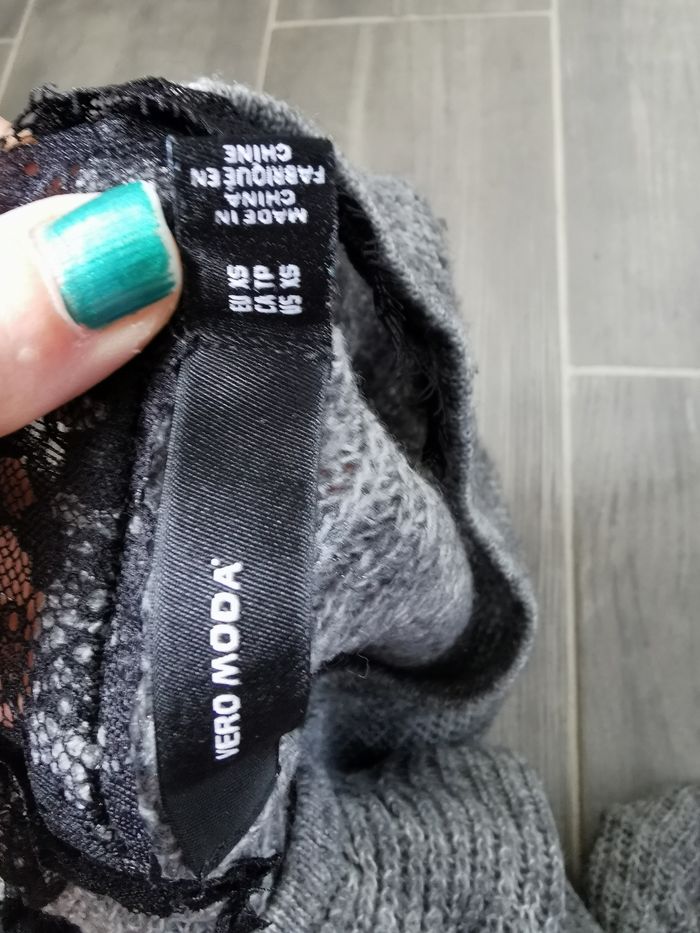 VERO MODA
EU XS
CA TP
US XS
MADE IN
CHINA
FABRIQUÉ EN
CHINE